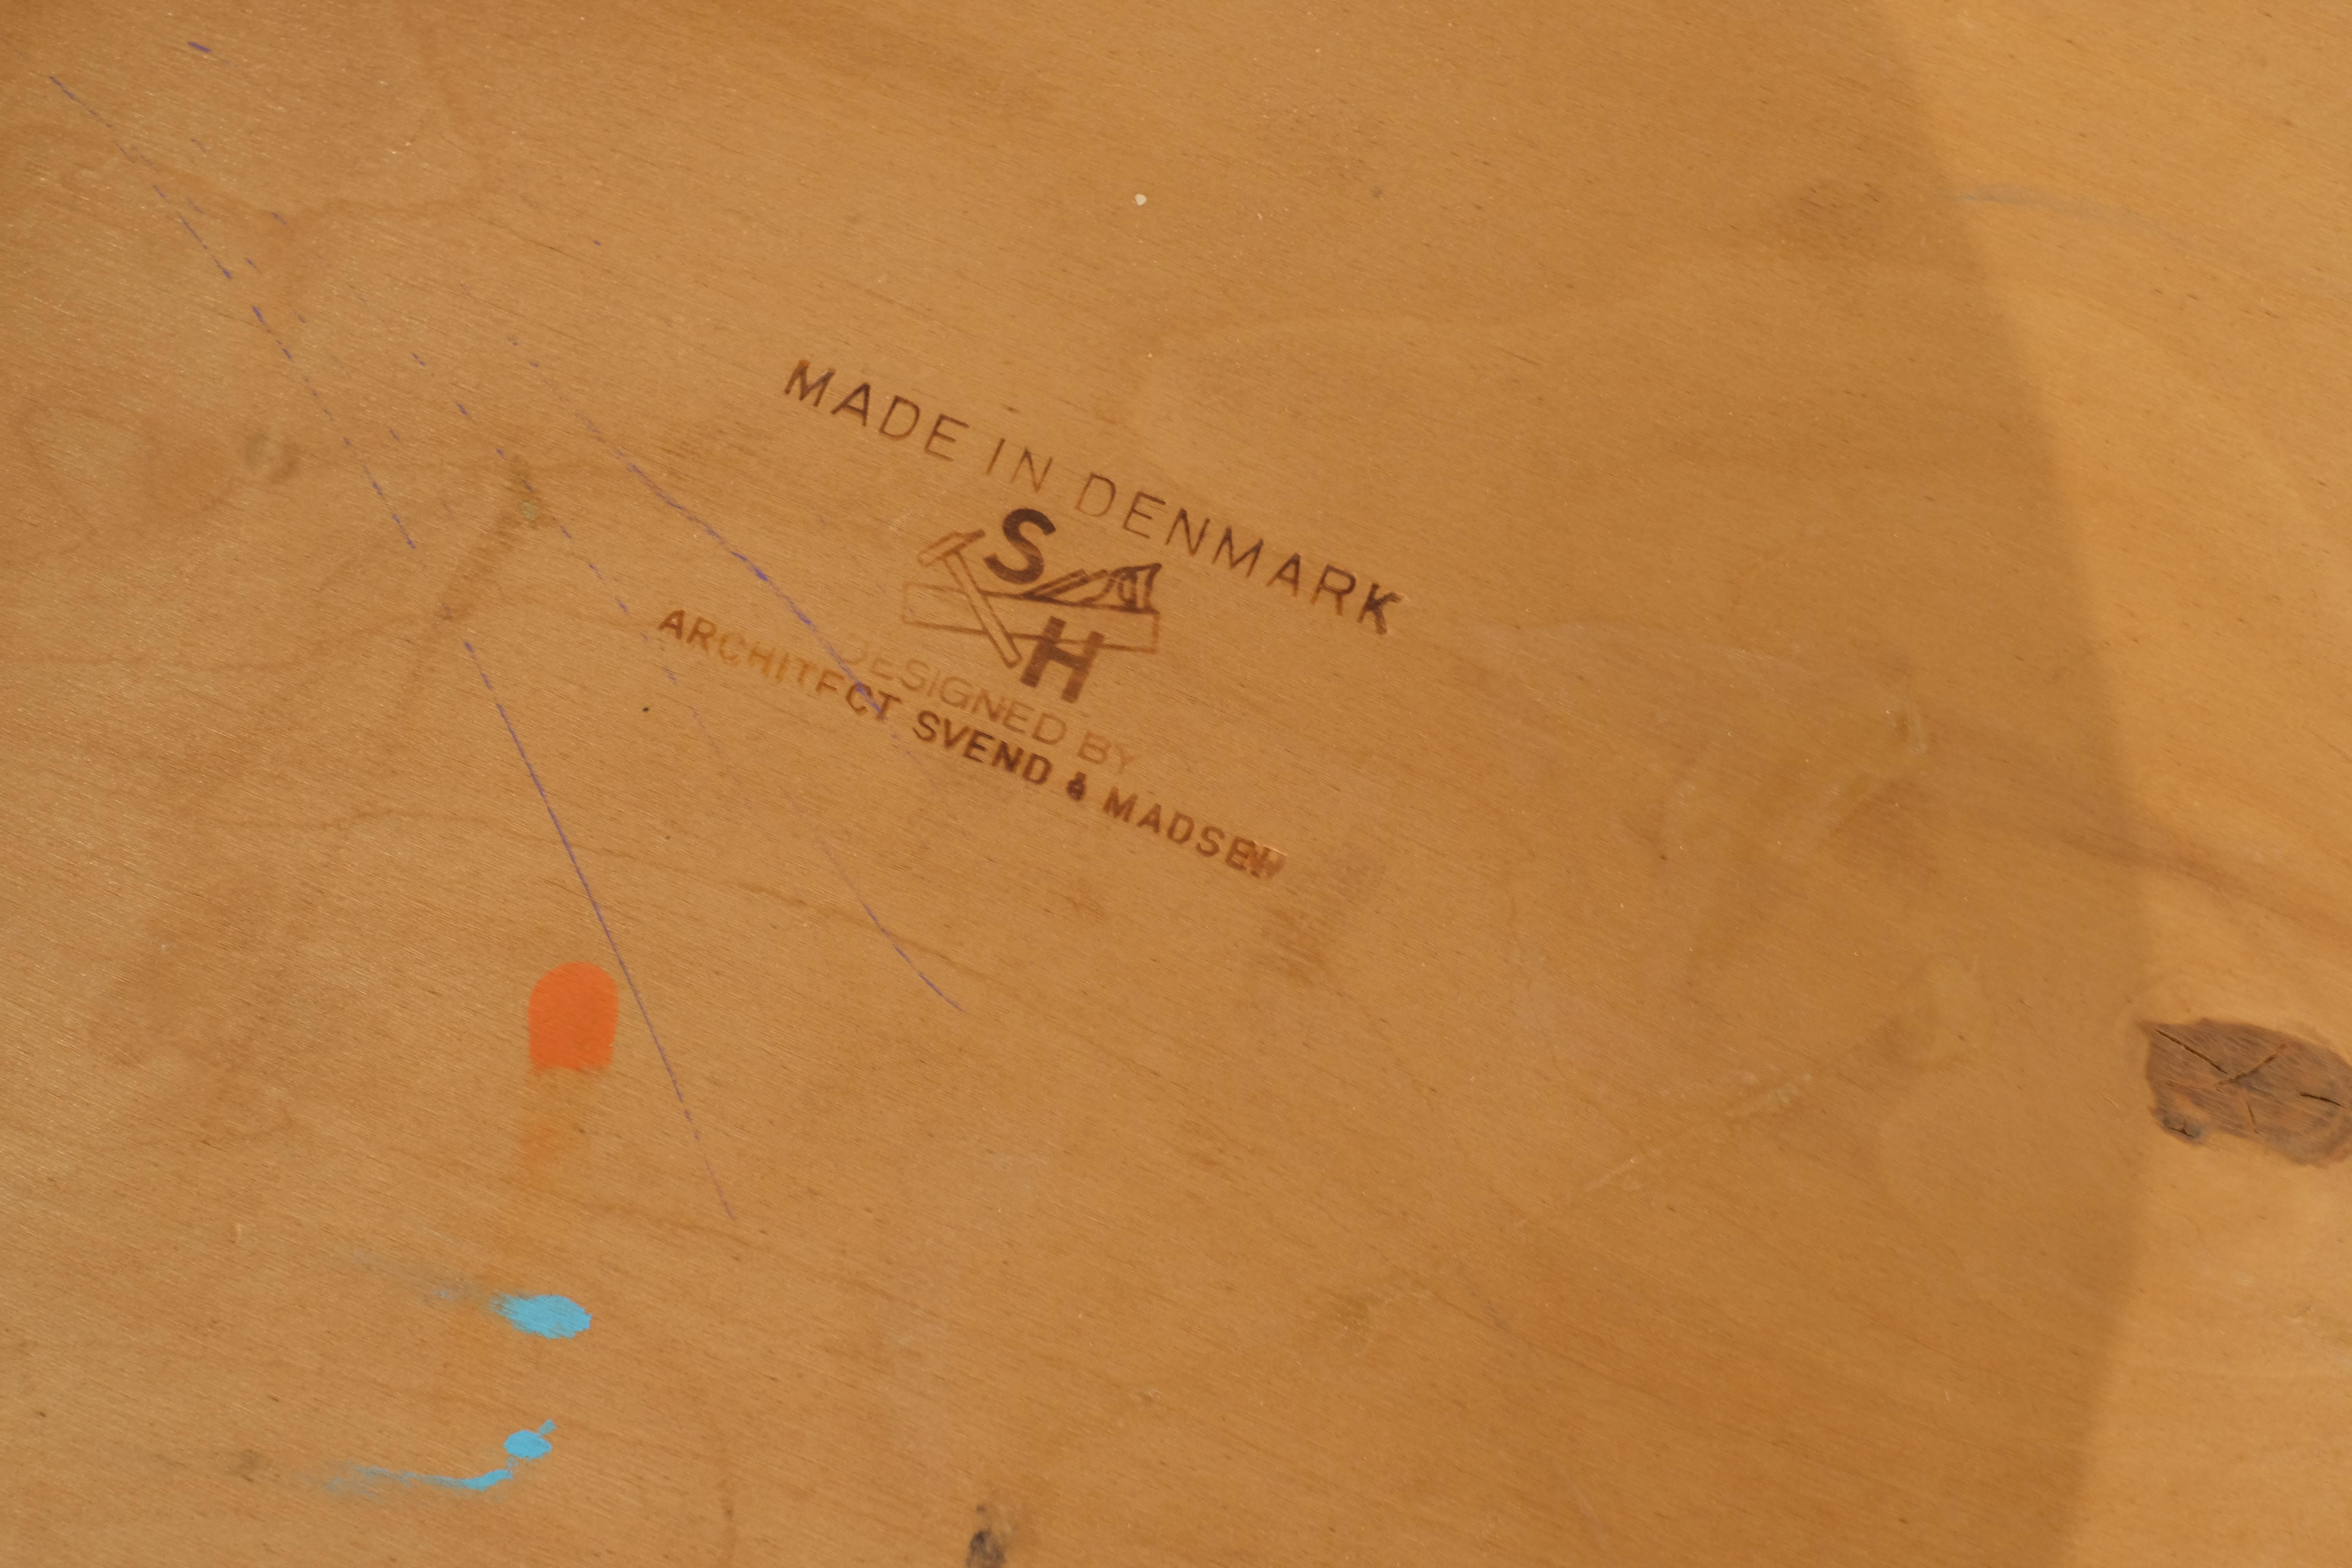 MADE IN DENMARK
S
H
DESIGNED BY
ARCHITECT SVEND Å MADSEN